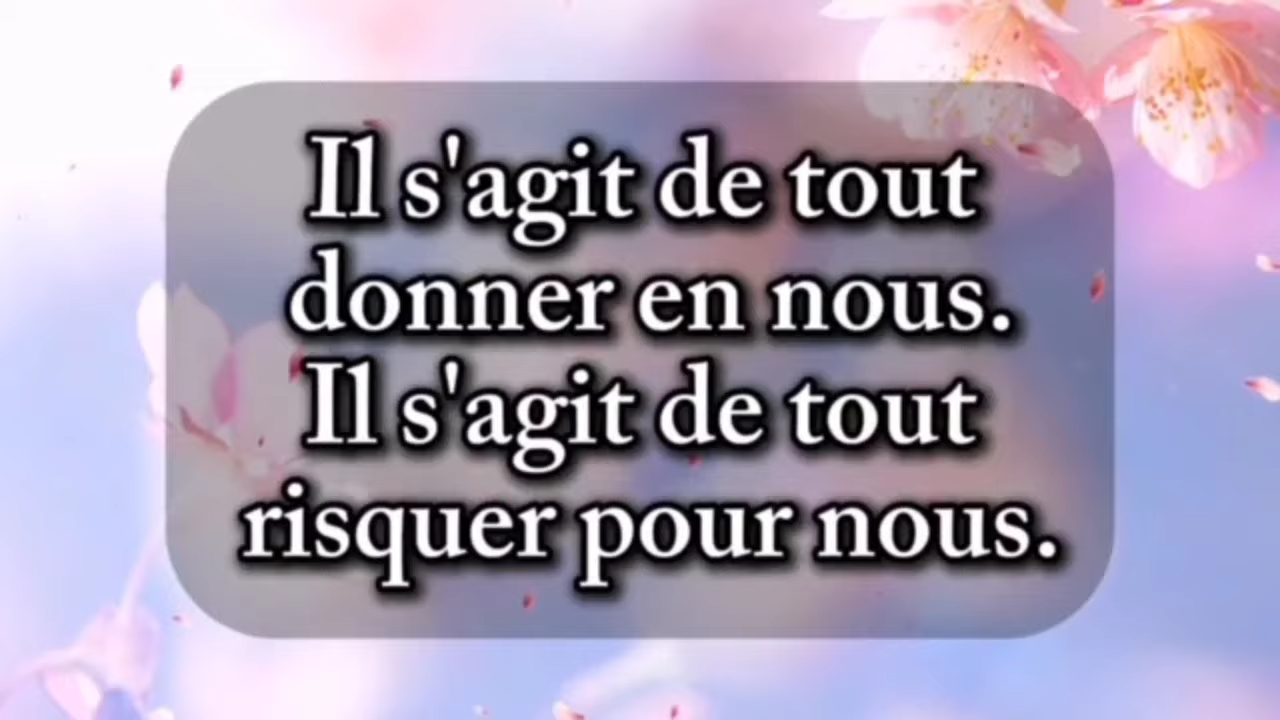 Il s'agit de tout
donner en nous.
Il s'agit de tout
risquer pour nous.